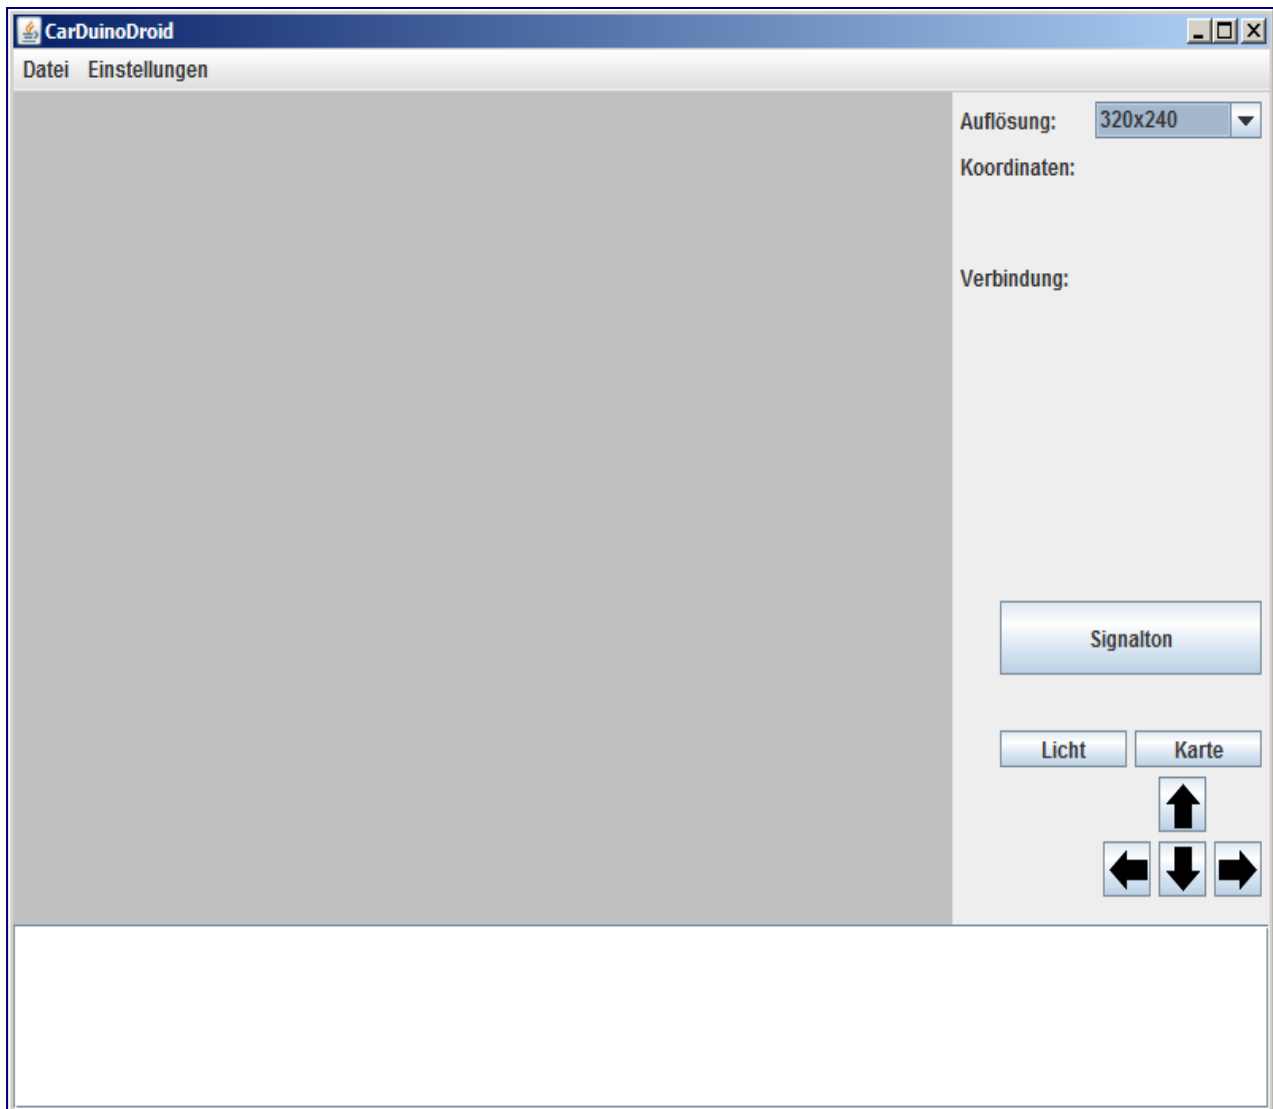 CarDuinoDroid
Datei Einstellungen
Auflösung: 320x240
Koordinaten:
Verbindung:
Signalton
Licht Karte